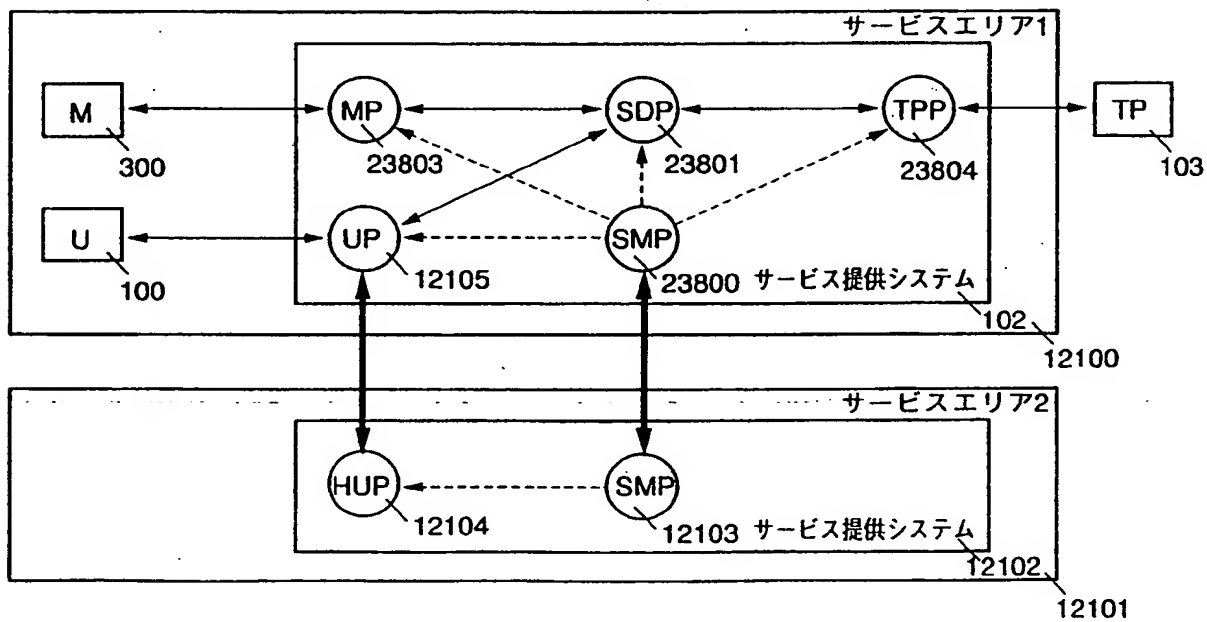 サービスエリア1
M
MP
SDP
TPP
TP
300
23803
23801
23804
103
U
UP
SMP
100
12105
23800
サービス提供システム
102
12100
サービスエリア2
HUP
SMP
12104
12103
サービス提供システム
12102
12101